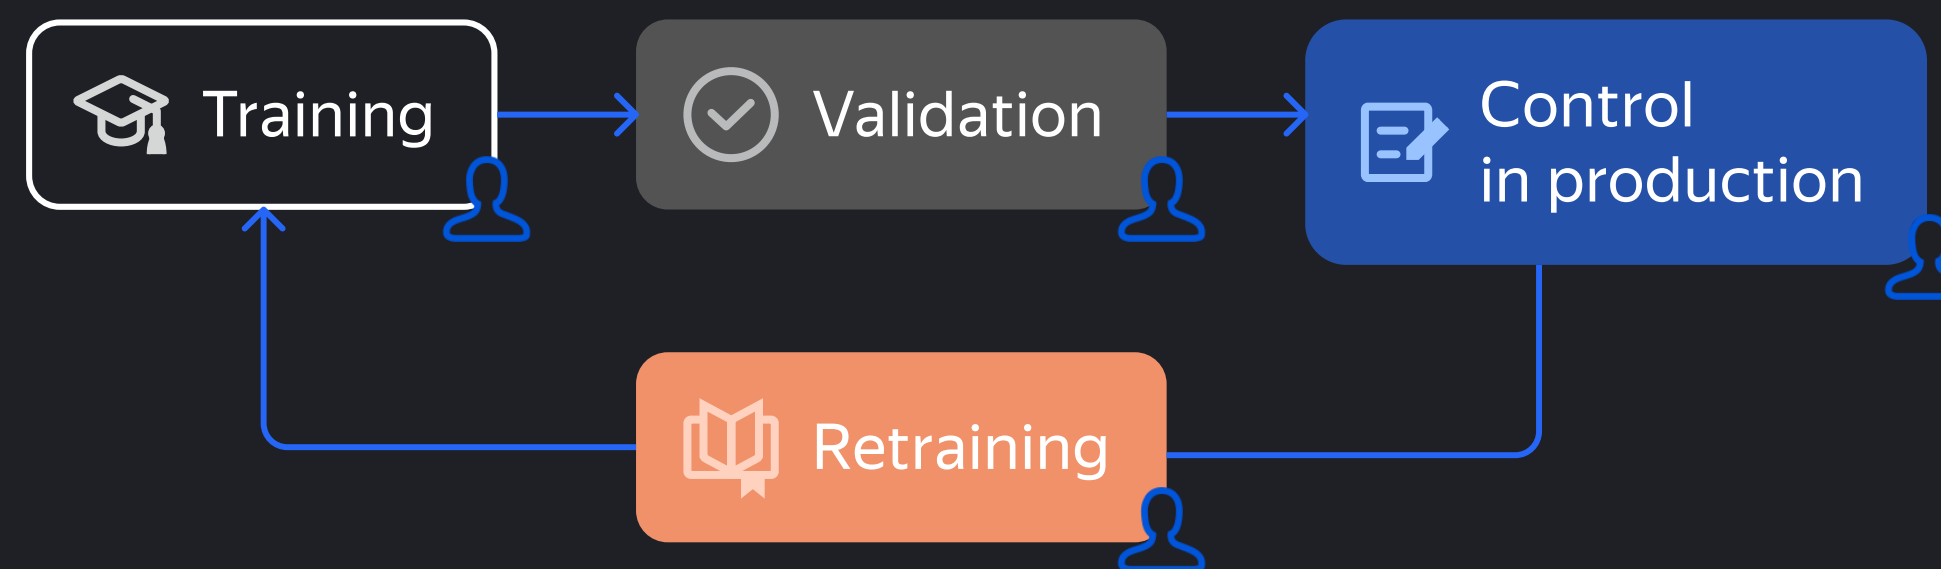 Training
Validation
Control
in production
Retraining